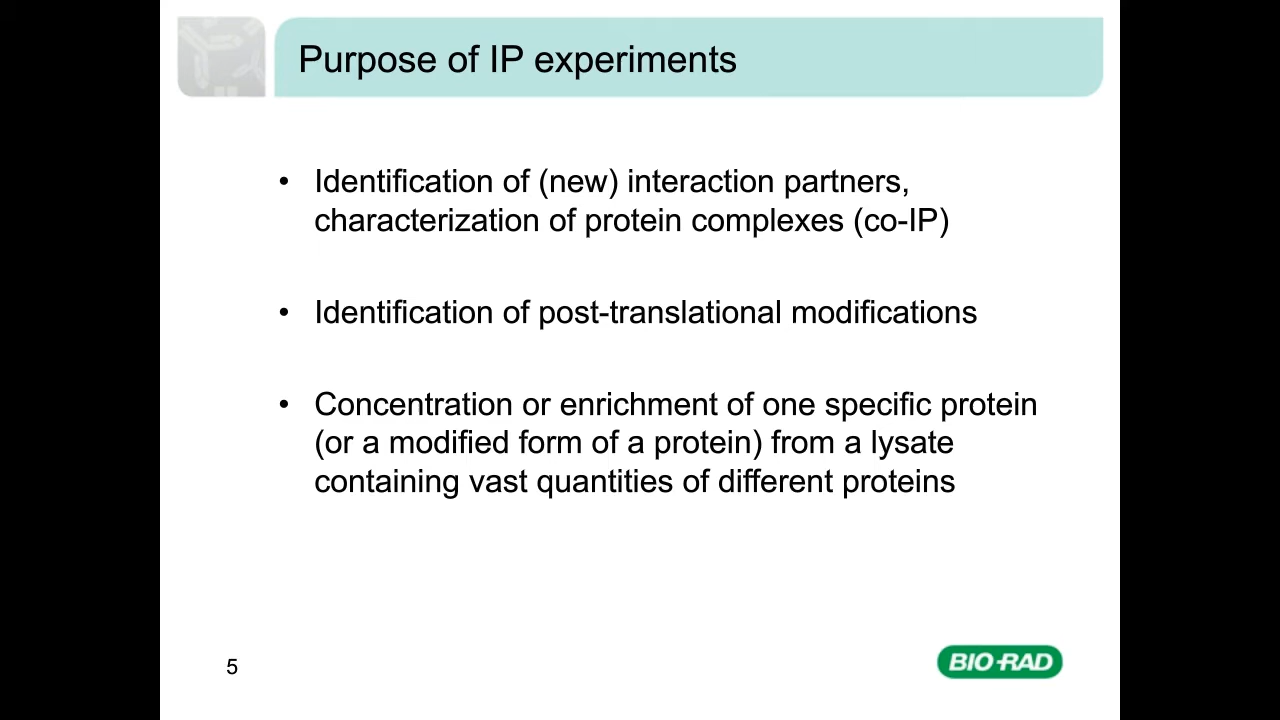 Purpose of IP experiments
• Identification of (new) interaction partners,
characterization of protein complexes (co-IP)
• Identification of post-translational modifications
• Concentration or enrichment of one specific protein
(or a modified form of a protein) from a lysate
containing vast quantities of different proteins
5
BIO-RAD